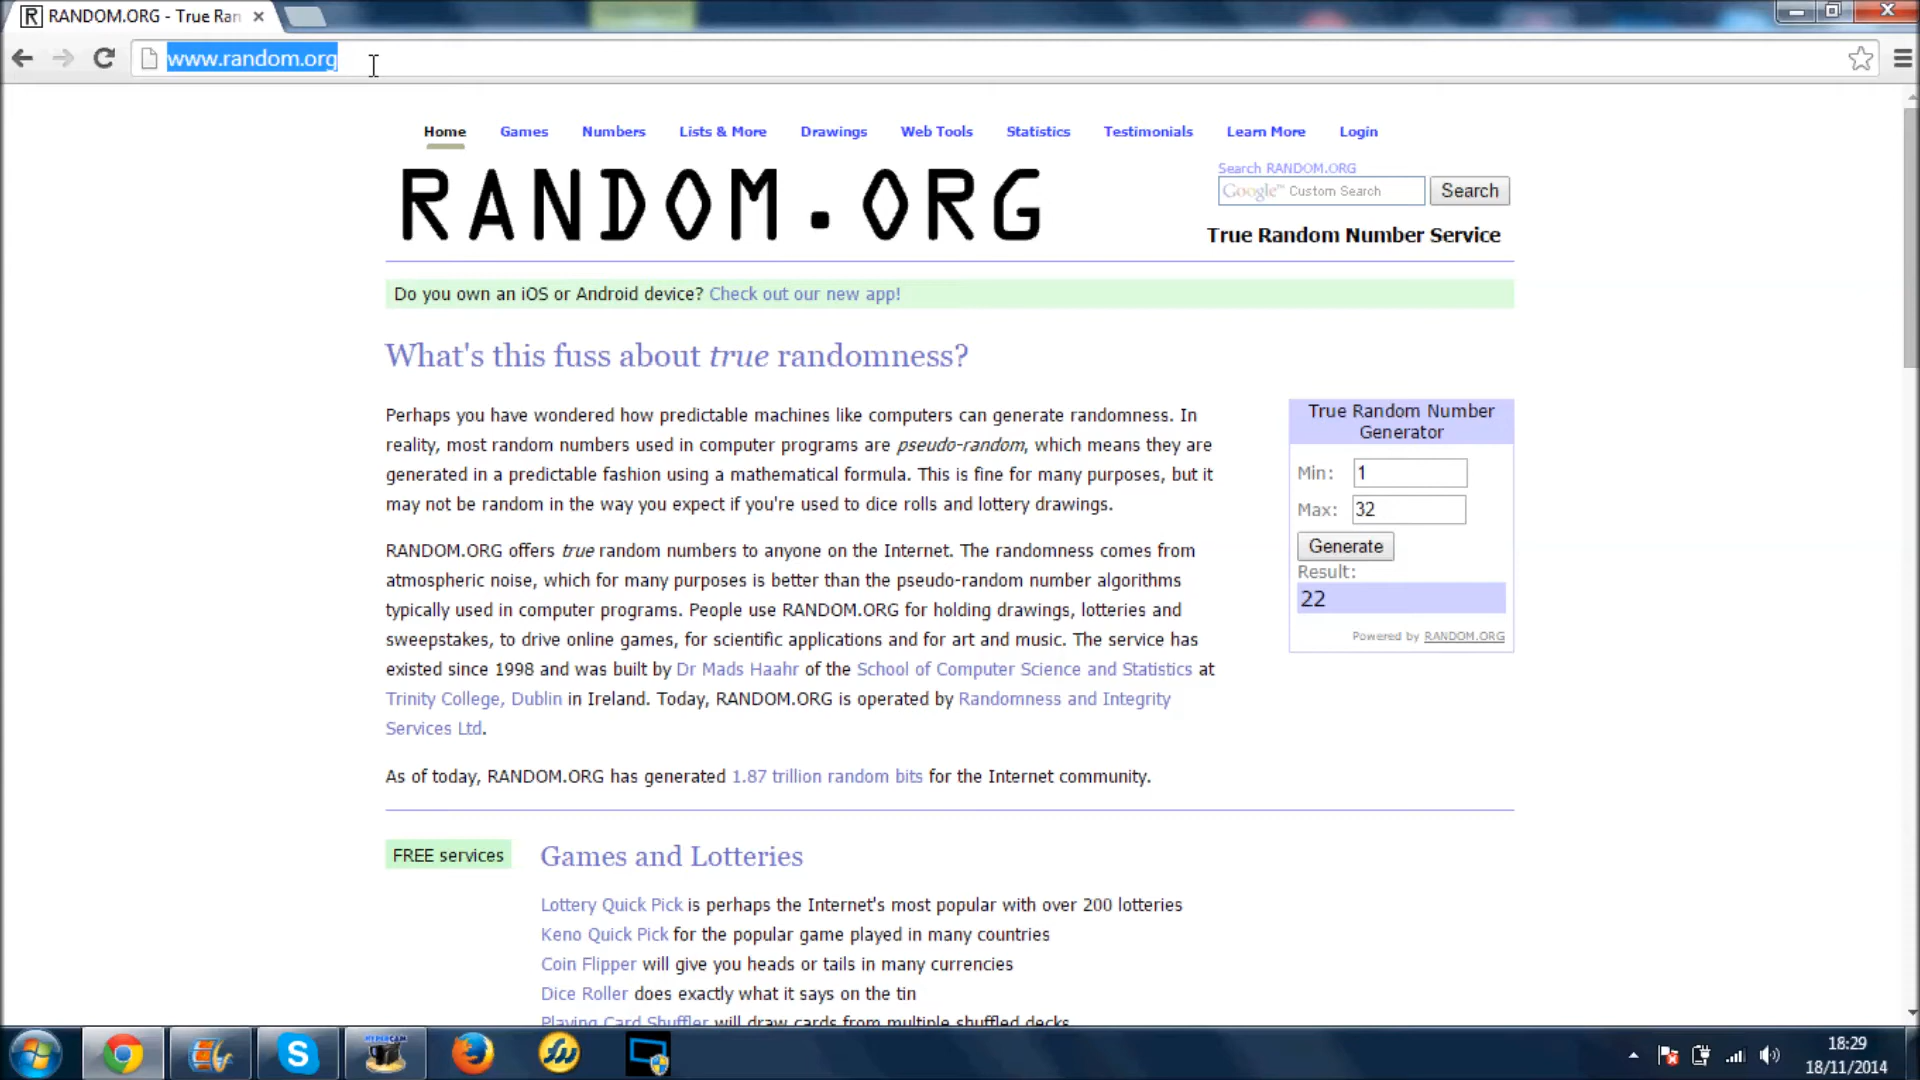 RANDOM.ORG - True Ran
www.random.org
Home Games Numbers Lists & More Drawings Web Tools Statistics Testimonials Learn More Login
RANDOM.ORG
Search RANDOM.ORG
Google™ Custom Search Search
True Random Number Service
Do you own an iOS or Android device? Check out our new app!
What's this fuss about true randomness?
Perhaps you have wondered how predictable machines like computers can generate randomness. In
reality, most random numbers used in computer programs are pseudo-random, which means they are
generated in a predictable fashion using a mathematical formula. This is fine for many purposes, but it
may not be random in the way you expect if you're used to dice rolls and lottery drawings.
RANDOM.ORG offers true random numbers to anyone on the Internet. The randomness comes from
atmospheric noise, which for many purposes is better than the pseudo-random number algorithms
typically used in computer programs. People use RANDOM.ORG for holding drawings, lotteries and
sweepstakes, to drive online games, for scientific applications and for art and music. The service has
existed since 1998 and was built by Dr Mads Haahr of the School of Computer Science and Statistics at
Trinity College, Dublin in Ireland. Today, RANDOM.ORG is operated by Randomness and Integrity
Services Ltd.
As of today, RANDOM.ORG has generated 1.87 trillion random bits for the Internet community.
True Random Number
Generator
Min: 1
Max: 32
Generate
Result:
22
Powered by RANDOM.ORG
FREE services
Games and Lotteries
Lottery Quick Pick is perhaps the Internet's most popular with over 200 lotteries
Keno Quick Pick for the popular game played in many countries
Coin Flipper will give you heads or tails in many currencies
Dice Roller does exactly what it says on the tin
Playing Card Shuffler will draw cards from multiple shuffled decks
HYPERCAM
18:29
18/11/2014